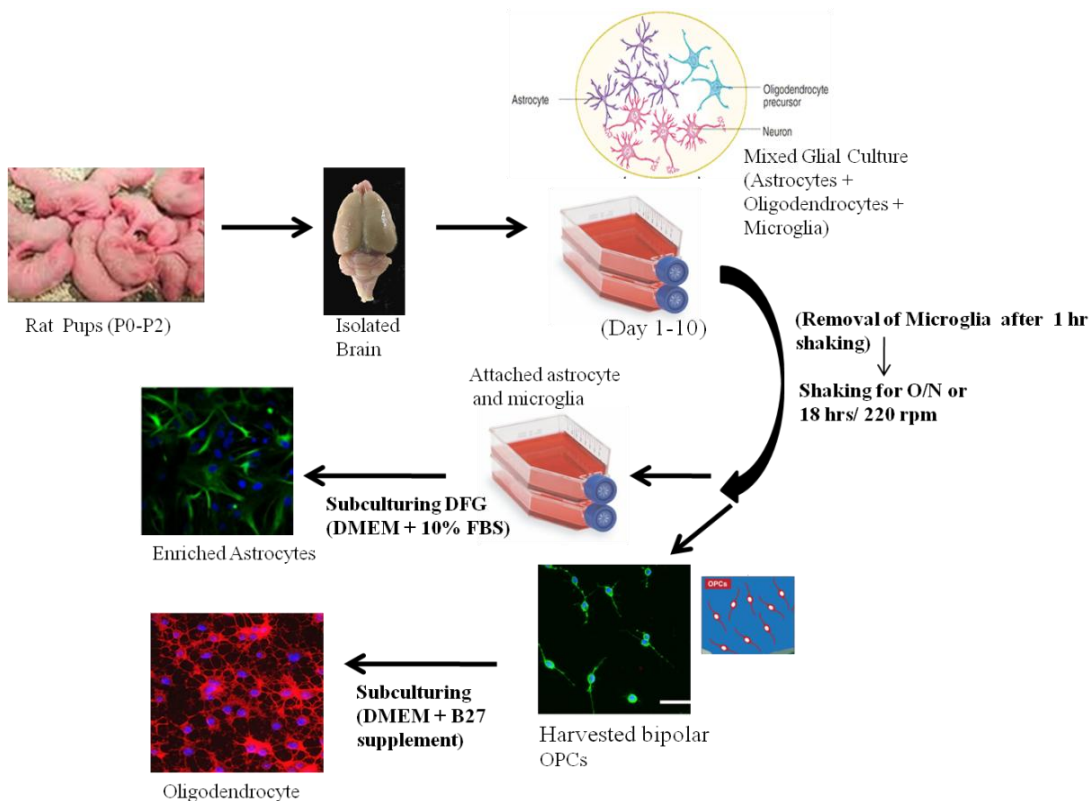 Astrocyte
Oligodendrocyte
precursor
Neuron
Mixed Glial Culture
(Astrocytes +
Oligodendrocytes +
Microglia)
Rat Pups (P0-P2)
Isolated
Brain
(Day 1-10)
(Removal of Microglia after 1 hr
shaking)
Shaking for O/N or
18 hrs/ 220 rpm
Attached astrocyte
and microglia
Subculturing DFG
(DMEM + 10% FBS)
Enriched Astrocytes
OPCs
Harvested bipolar
OPCs
Subculturing
(DMEM + B27
supplement)
Oligodendrocyte